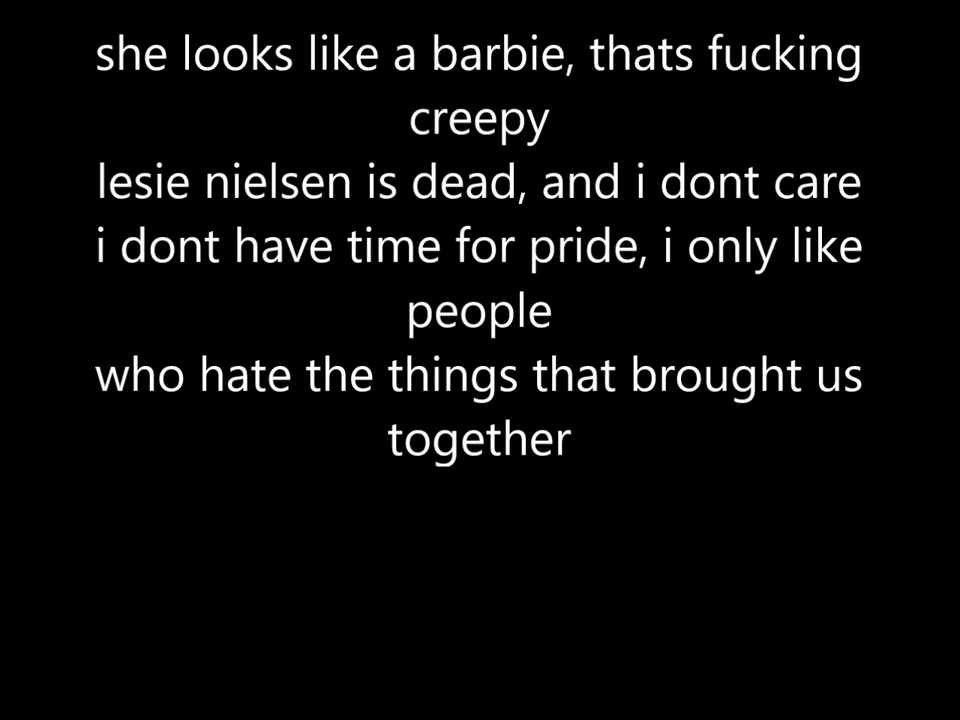 she looks like a barbie, thats fucking
creepy
lesie nielsen is dead, and i dont care
i dont have time for pride, i only like
people
who hate the things that brought us
together